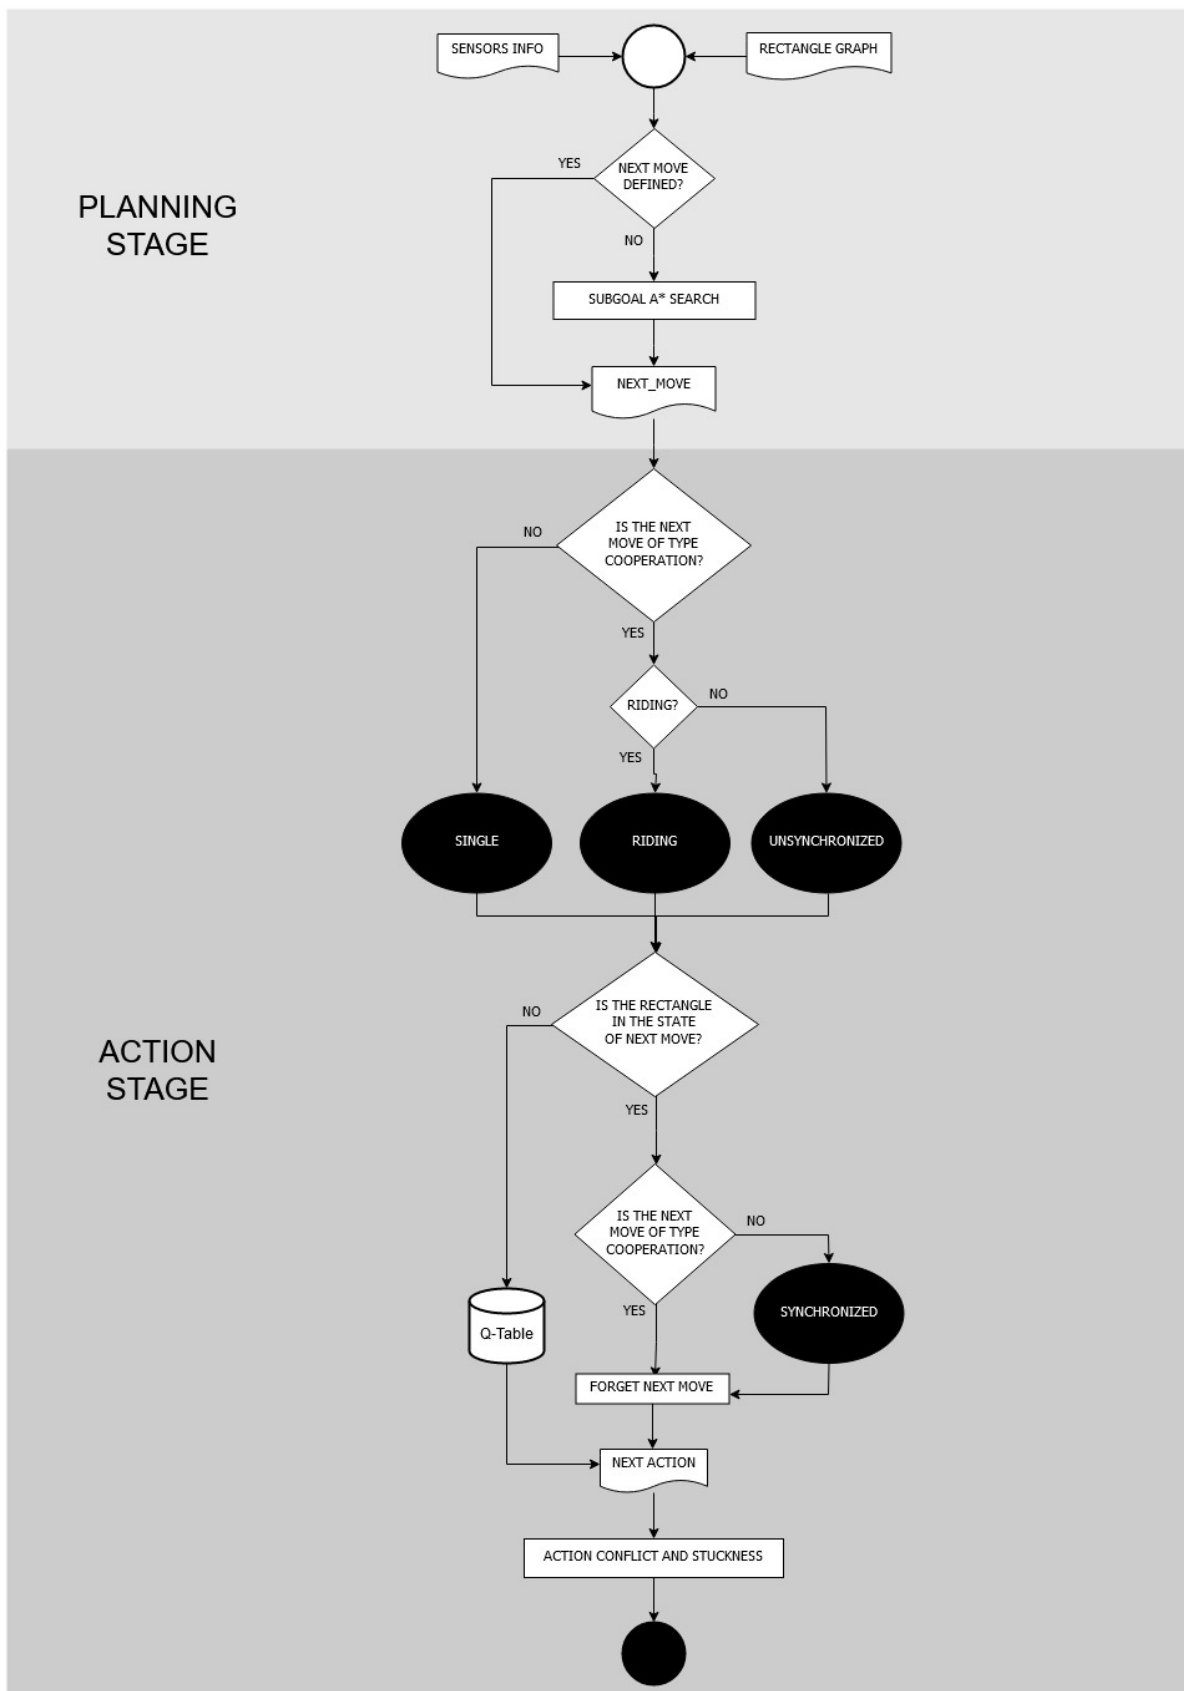 SENSORS INFO
RECTANGLE GRAPH
YES
NEXT MOVE
DEFINED?
PLANNING
STAGE
NO
SUBGOAL A* SEARCH
NEXT_MOVE
NO
IS THE NEXT
MOVE OF TYPE
COOPERATION?
YES
RIDING?
NO
YES
SINGLE
RIDING
UNSYNCHRONIZED
NO
IS THE RECTANGLE
IN THE STATE
OF NEXT MOVE?
ACTION
STAGE
YES
IS THE NEXT
MOVE OF TYPE
COOPERATION?
NO
YES
SYNCHRONIZED
Q-Table
FORGET NEXT MOVE
NEXT ACTION
ACTION CONFLICT AND STUCKNESS